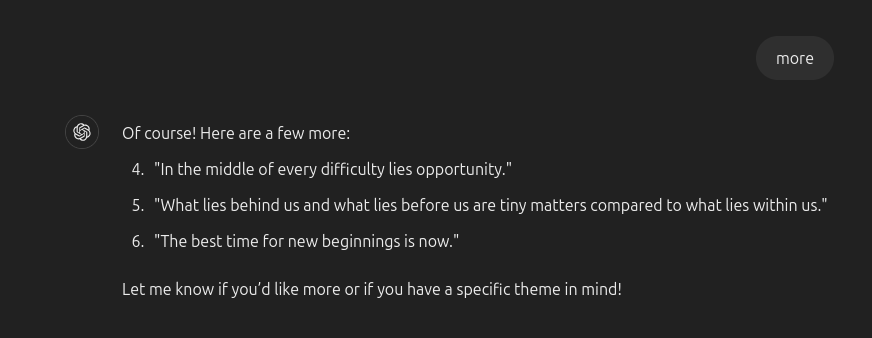 more
Of course! Here are a few more:
4. "In the middle of every difficulty lies opportunity."
5. "What lies behind us and what lies before us are tiny matters compared to what lies within us."
6. "The best time for new beginnings is now."
Let me know if you’d like more or if you have a specific theme in mind!